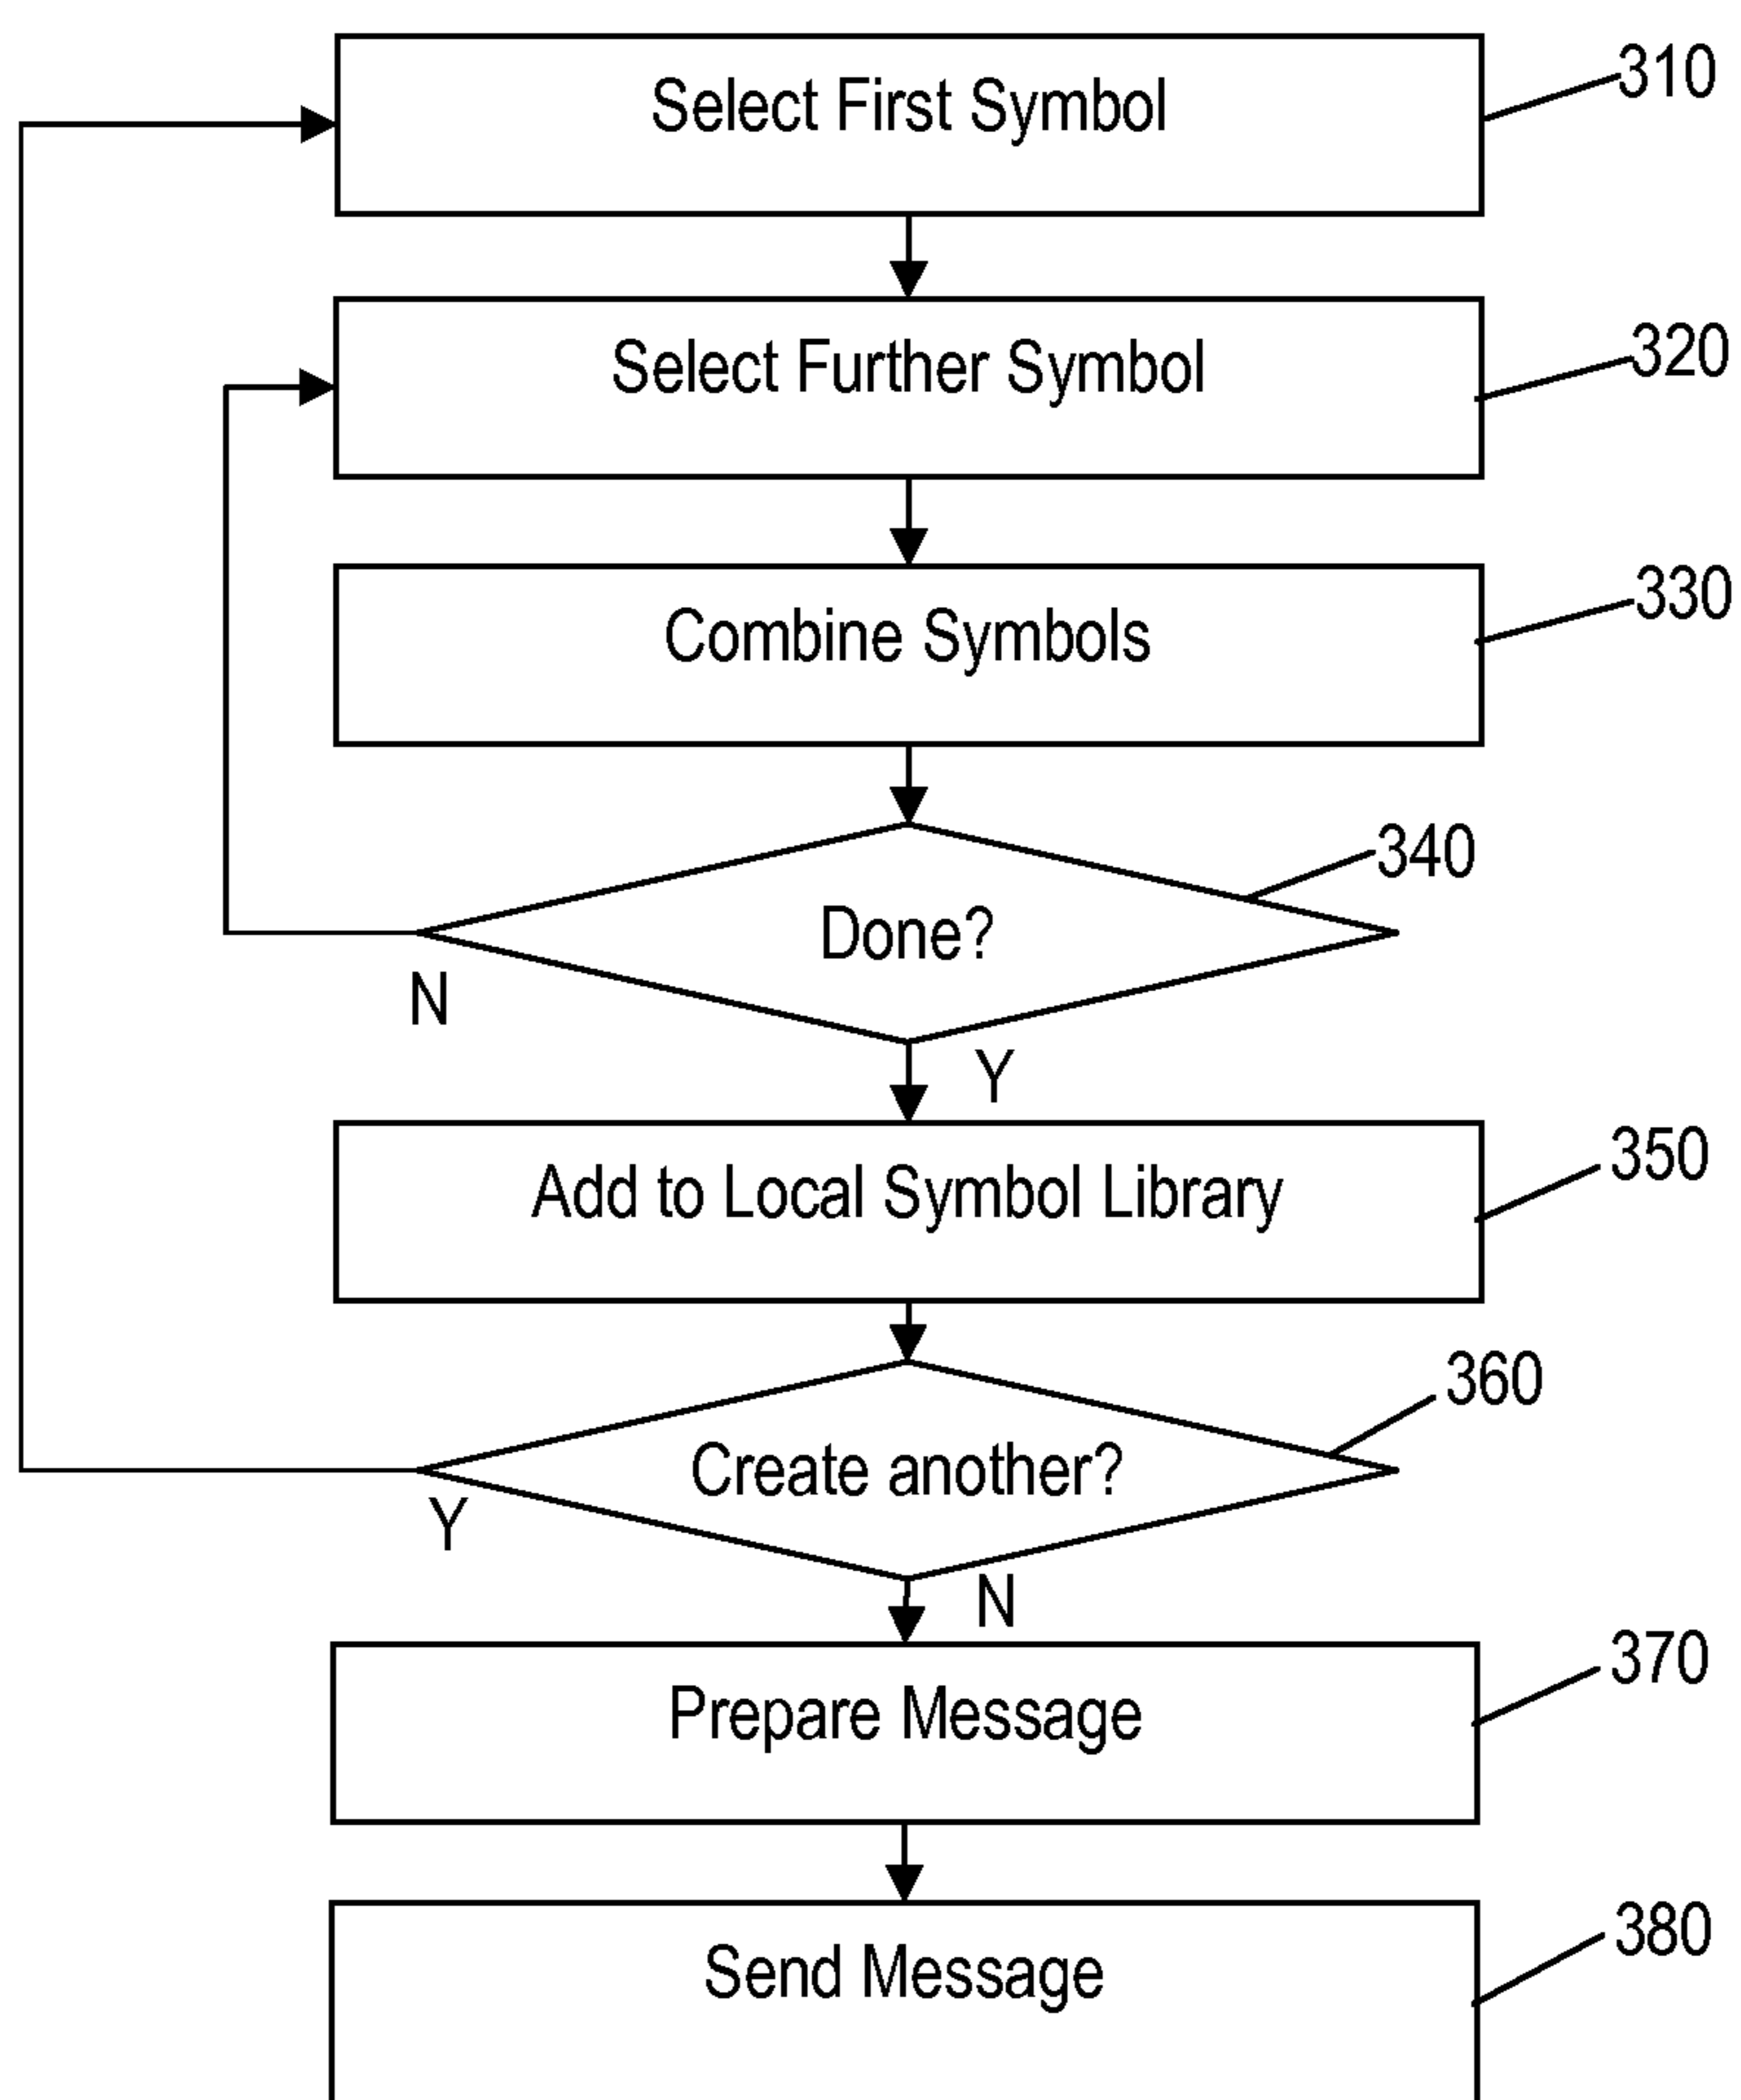 Select First Symbol
310
Select Further Symbol
320
Combine Symbols
330
340
Done?
N
Y
Add to Local Symbol Library
350
360
Create another?
Y
N
Prepare Message
370
Send Message
380